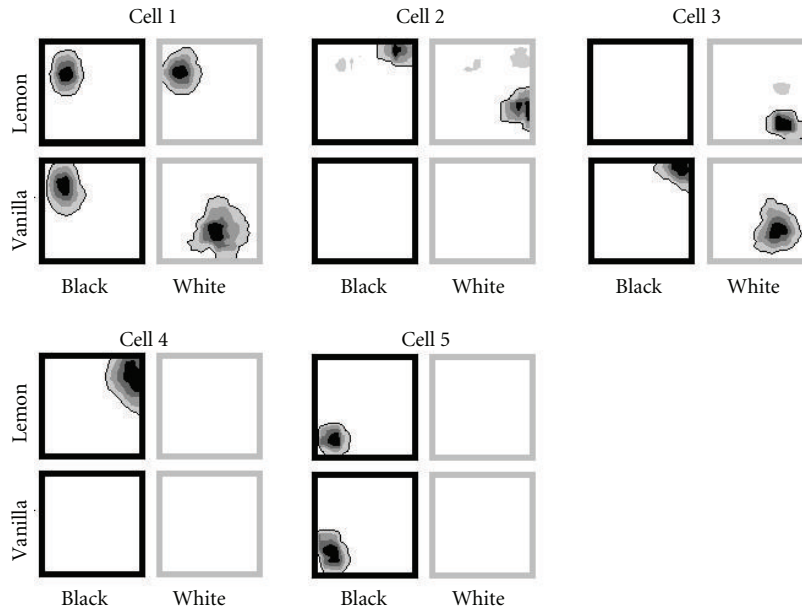 Cell 1
Cell 2
Cell 3
Lemon
Vanilla
Black White
Black White
Black White
Cell 4
Cell 5
Lemon
Vanilla
Black White
Black White